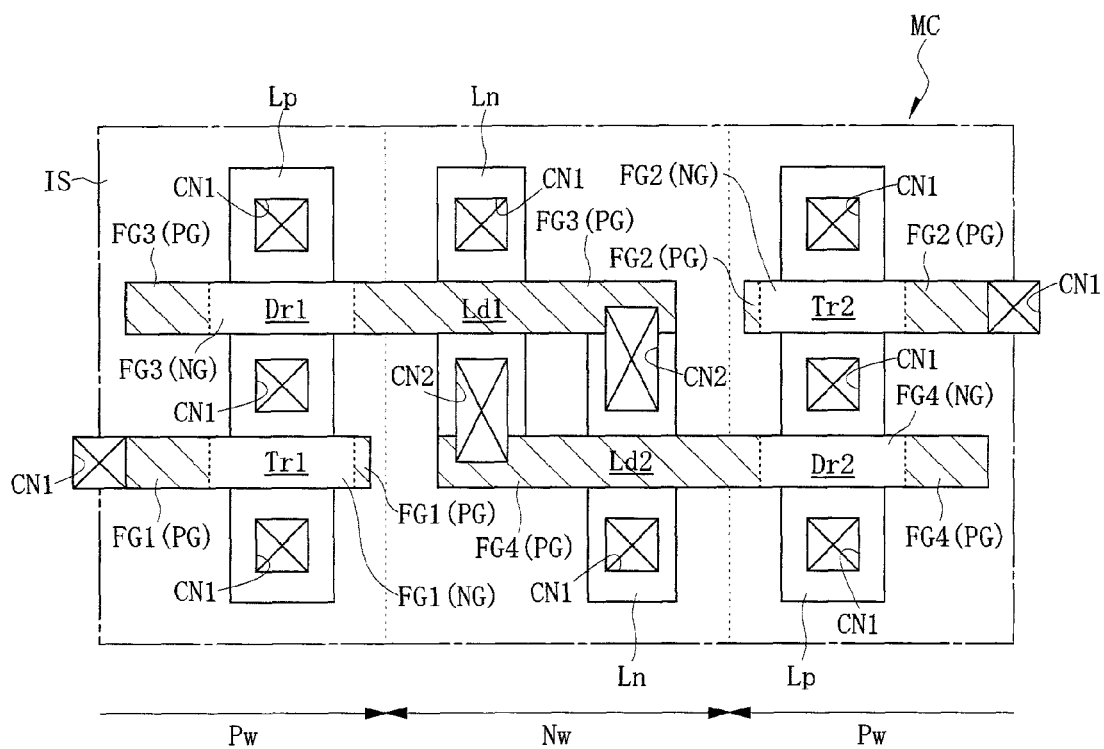 MC
Lp
Ln
IS
CN1
CN1
FG2(NG)
CN1
FG3(PG)
FG3(PG)
FG2(PG)
FG2(PG)
CN1
Dr1
Ld1
Tr2
FG3(NG)
CN2
CN2
CN1
CN1
FG4(NG)
Tr1
Ld2
Dr2
CN1
FG1(PG)
FG1(PG)
FG4(PG)
FG4(PG)
CN1
FG1(NG)
CN1
CN1
Ln
Lp
Pw
Nw
Pw